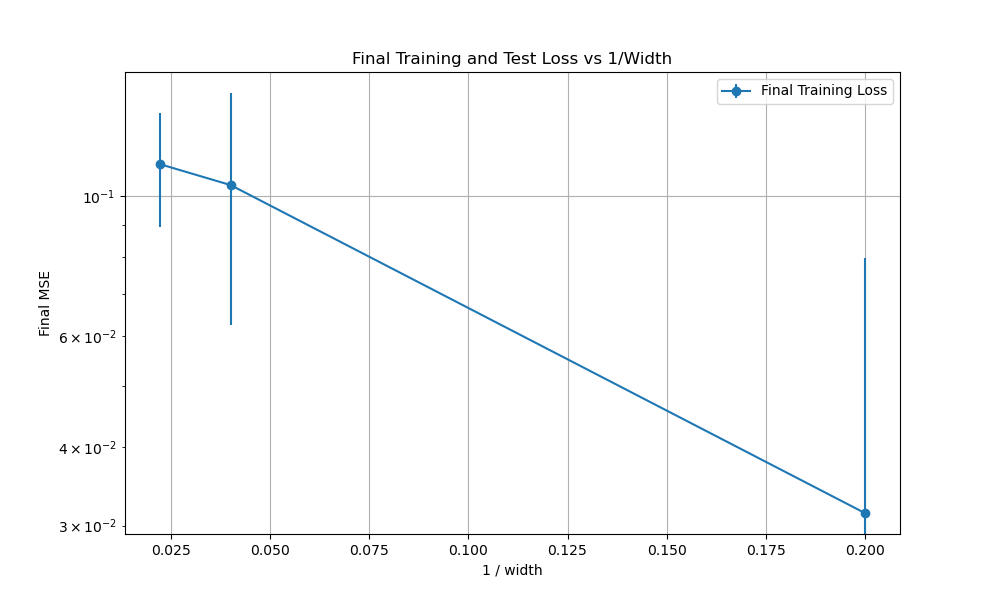 Final Training and Test Loss vs 1/Width
Final Training Loss
Final MSE
10⁻¹
6 × 10⁻²
4 × 10⁻²
3 × 10⁻²
0.025 0.050 0.075 0.100 0.125 0.150 0.175 0.200
1 / width